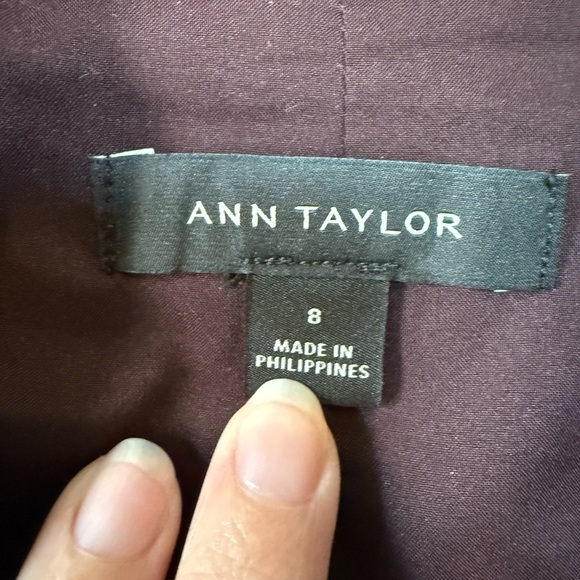 ANN TAYLOR
8
MADE IN
PHILIPPINES